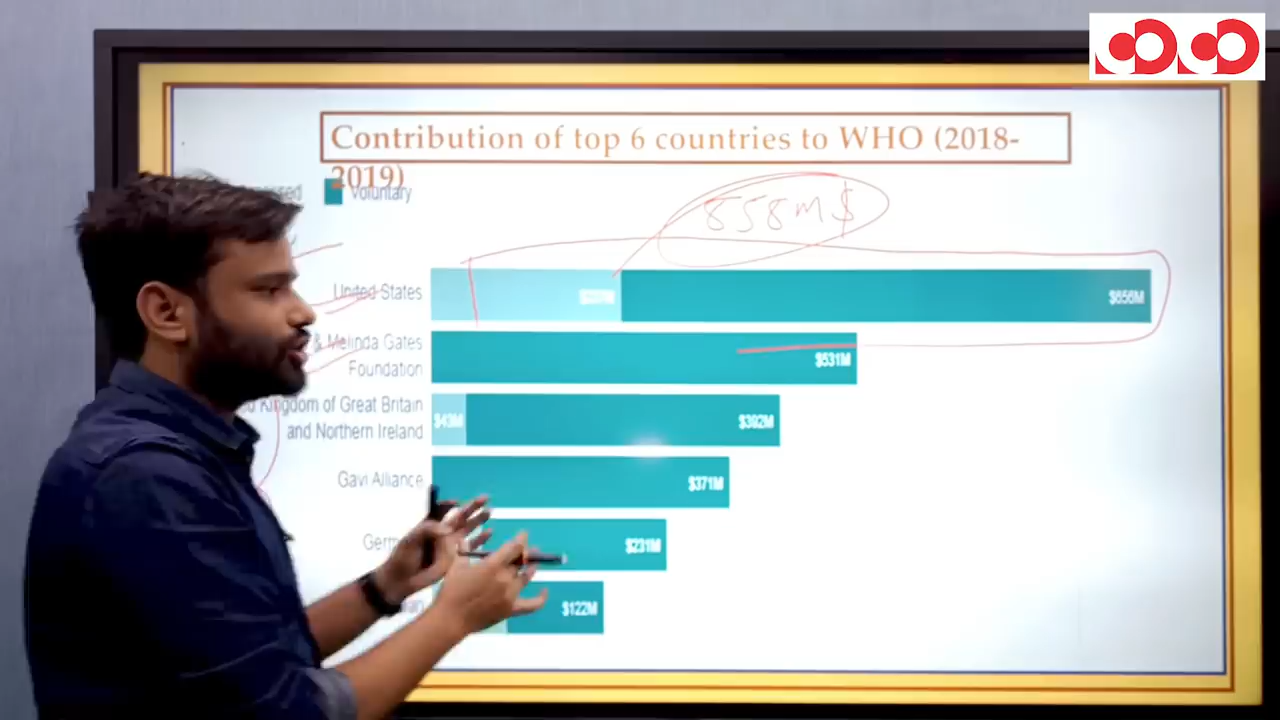 Contribution of top 6 countries to WHO (2018-
2019)
Voluntary
858M $
United States
$656M
& Melinda Gates
Foundation
$531M
Kingdom of Great Britain
and Northern Ireland
$43M
$392M
Gavi Alliance
$371M
$231M
$122M